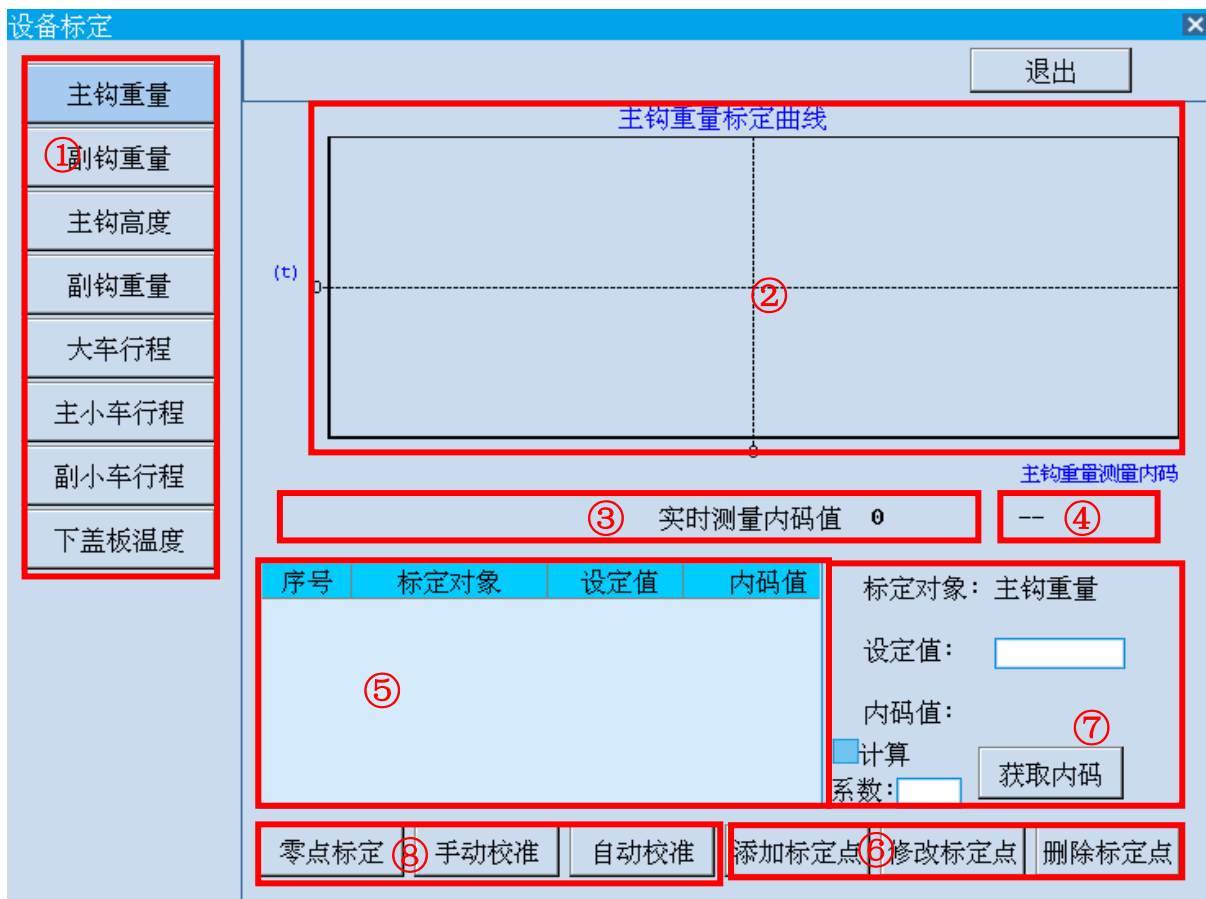 设备标定
退出
主钩重量
①副钩重量
主钩高度
副钩重量
大车行程
主小车行程
副小车行程
下盖板温度
主钩重量标定曲线
(t)
0
②
0
主钩重量测量内码
③ 实时测量内码值 0
-- ④
序号 标定对象 设定值 内码值
⑤
标定对象：主钩重量
设定值：
内码值：
⑦
计算
系数：
获取内码
零点标定 ⑧ 手动校准 自动校准 添加标定点 ⑥ 修改标定点 删除标定点